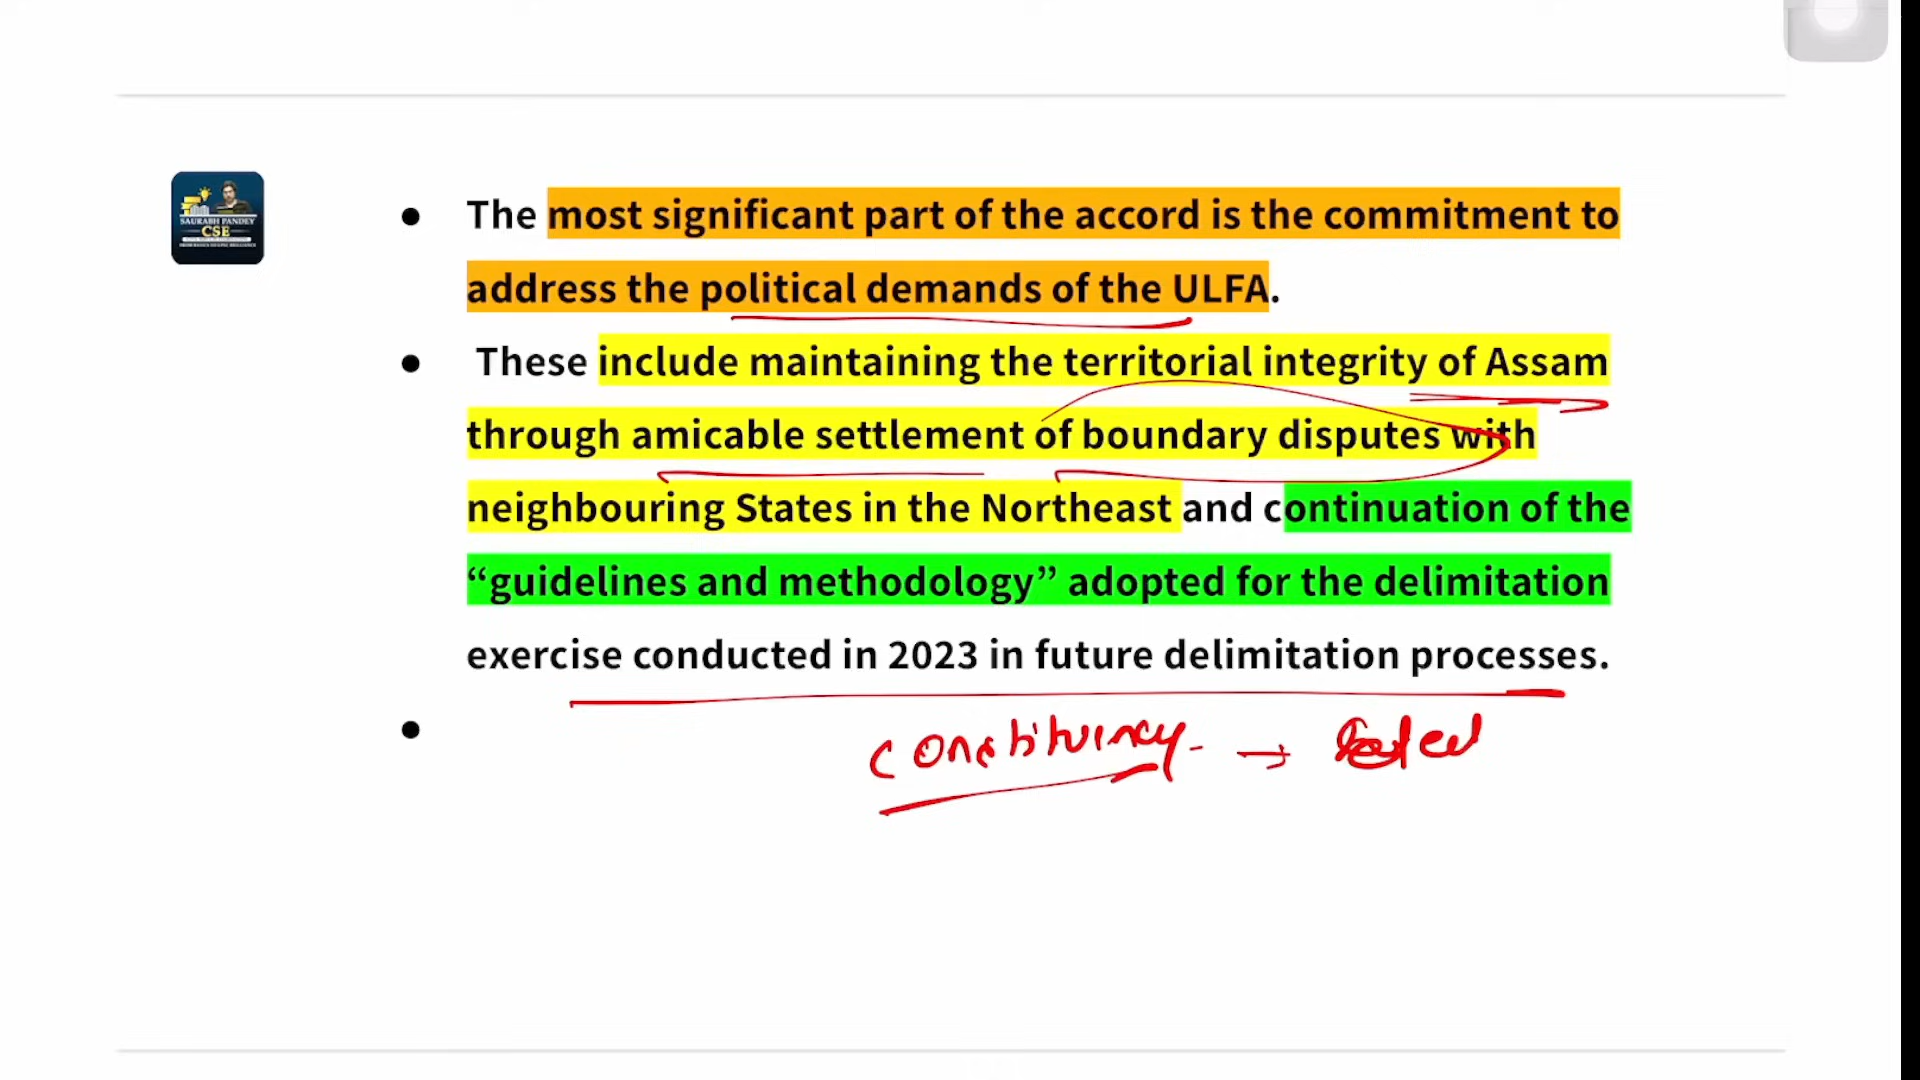 SAURABH PANDEY
CSE
● The most significant part of the accord is the commitment to
address the political demands of the ULFA.
● These include maintaining the territorial integrity of Assam
through amicable settlement of boundary disputes with
neighbouring States in the Northeast and continuation of the
“guidelines and methodology” adopted for the delimitation
exercise conducted in 2023 in future delimitation processes.
●
constituency →